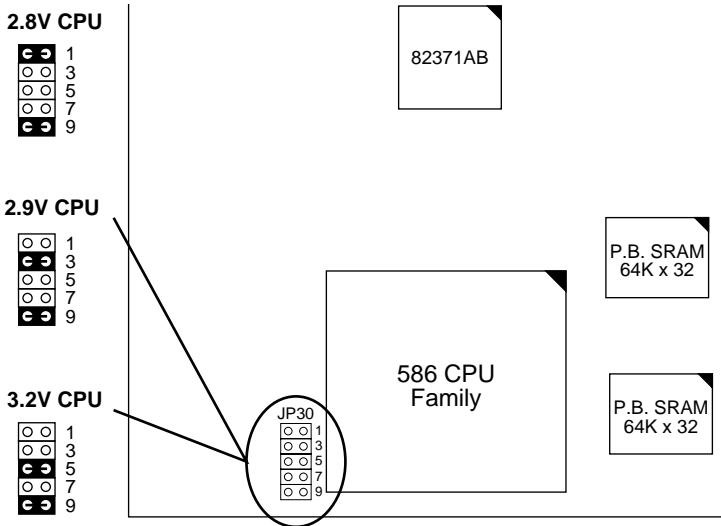 2.8V CPU
1
3
5
7
9
2.9V CPU
1
3
5
7
9
3.2V CPU
1
3
5
7
9
82371AB
P.B. SRAM
64K x 32
586 CPU
Family
P.B. SRAM
64K x 32
JP30
1
3
5
7
9